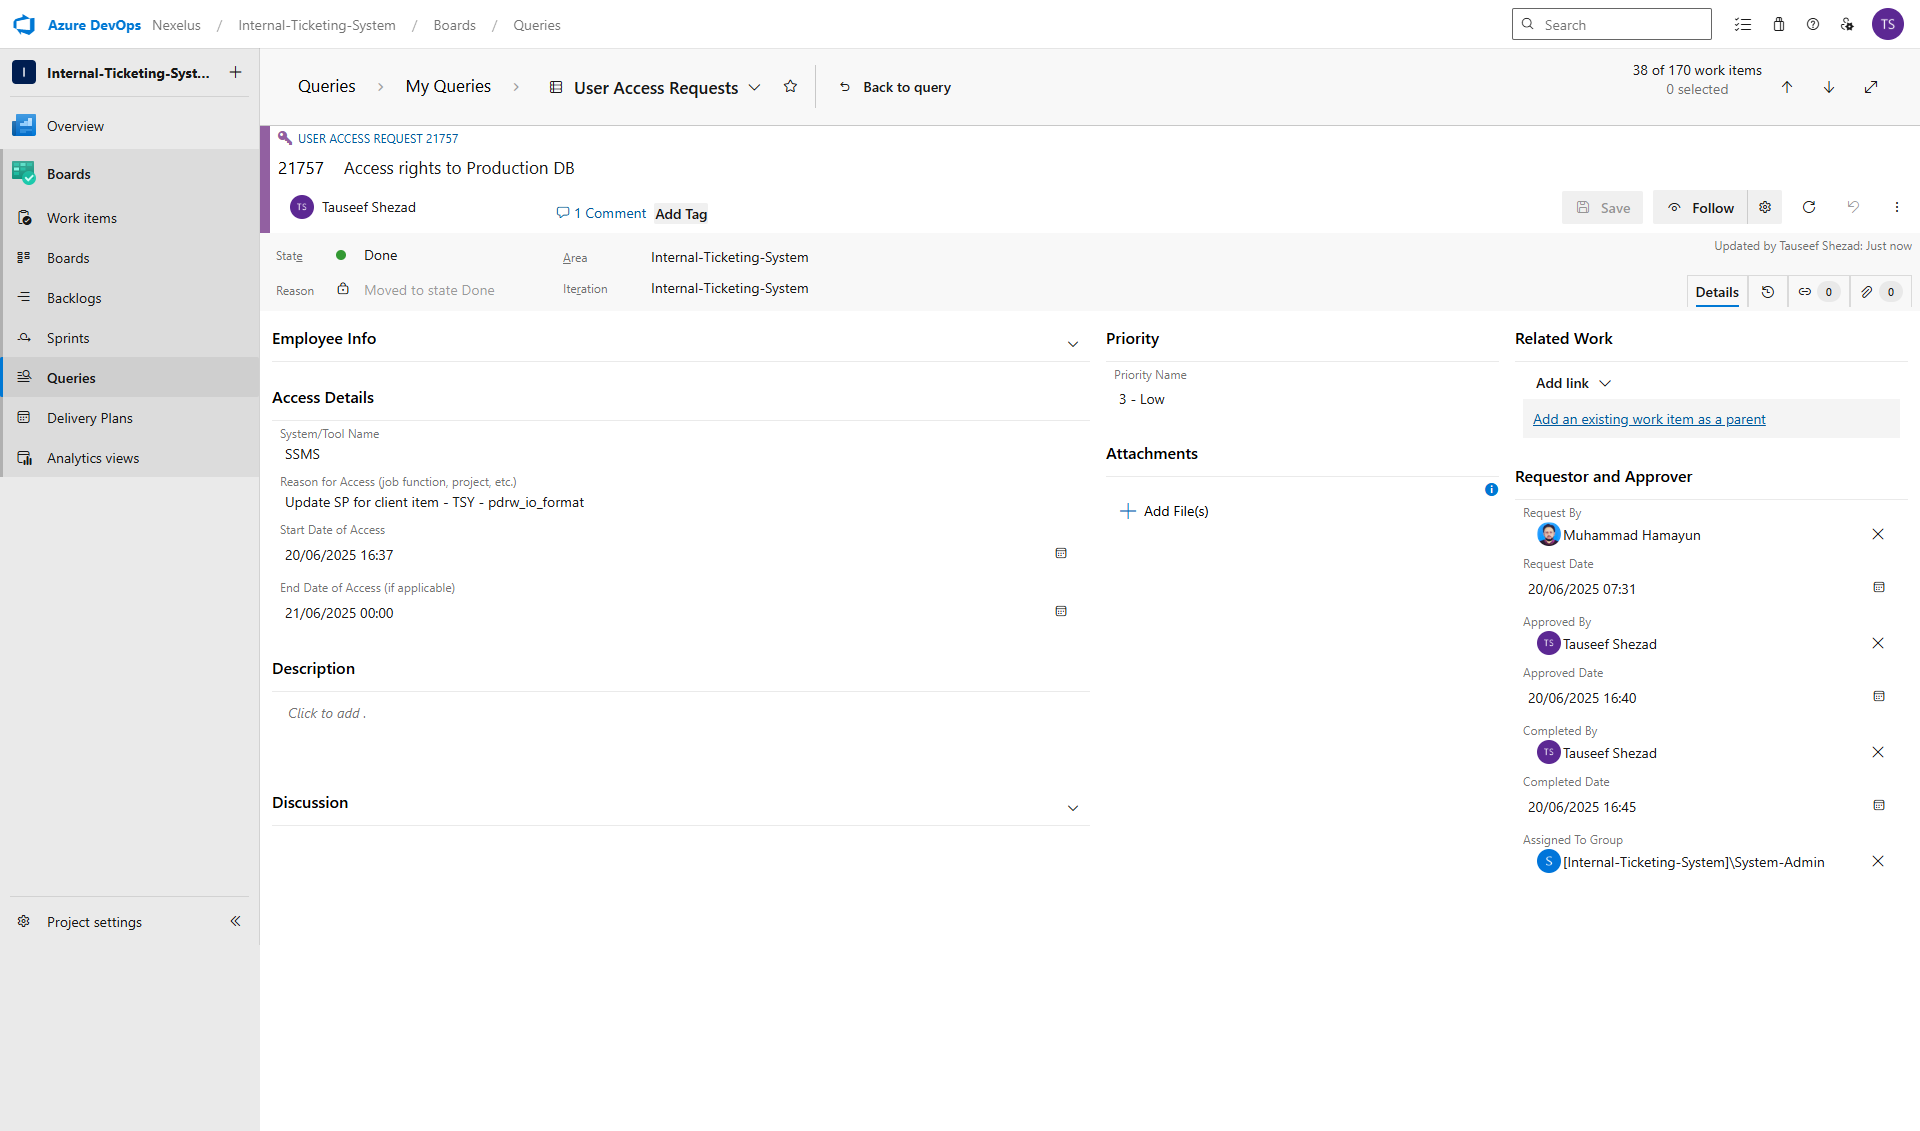 Azure DevOps Nexelus / Internal-Ticketing-System / Boards / Queries
Search
TS
I Internal-Ticketing-Syst...
Overview
Boards
Work items
Boards
Backlogs
Sprints
Queries
Delivery Plans
Analytics views
Project settings
Queries > My Queries > User Access Requests
Back to query
38 of 170 work items
0 selected
USER ACCESS REQUEST 21757
21757 Access rights to Production DB
TS Tauseef Shezad
1 Comment
Add Tag
Save
Follow
State Done
Reason Moved to state Done
Area Internal-Ticketing-System
Iteration Internal-Ticketing-System
Updated by Tauseef Shezad: Just now
Details
0
0
Employee Info
Access Details
System/Tool Name
SSMS
Reason for Access (job function, project, etc.)
Update SP for client item - TSY - pdrw_io_format
Start Date of Access
20/06/2025 16:37
End Date of Access (if applicable)
21/06/2025 00:00
Description
Click to add .
Discussion
Priority
Priority Name
3 - Low
Attachments
Add File(s)
Related Work
Add link
Add an existing work item as a parent
Requestor and Approver
Request By
Muhammad Hamayun
Request Date
20/06/2025 07:31
Approved By
TS Tauseef Shezad
Approved Date
20/06/2025 16:40
Completed By
TS Tauseef Shezad
Completed Date
20/06/2025 16:45
Assigned To Group
S [Internal-Ticketing-System]\System-Admin